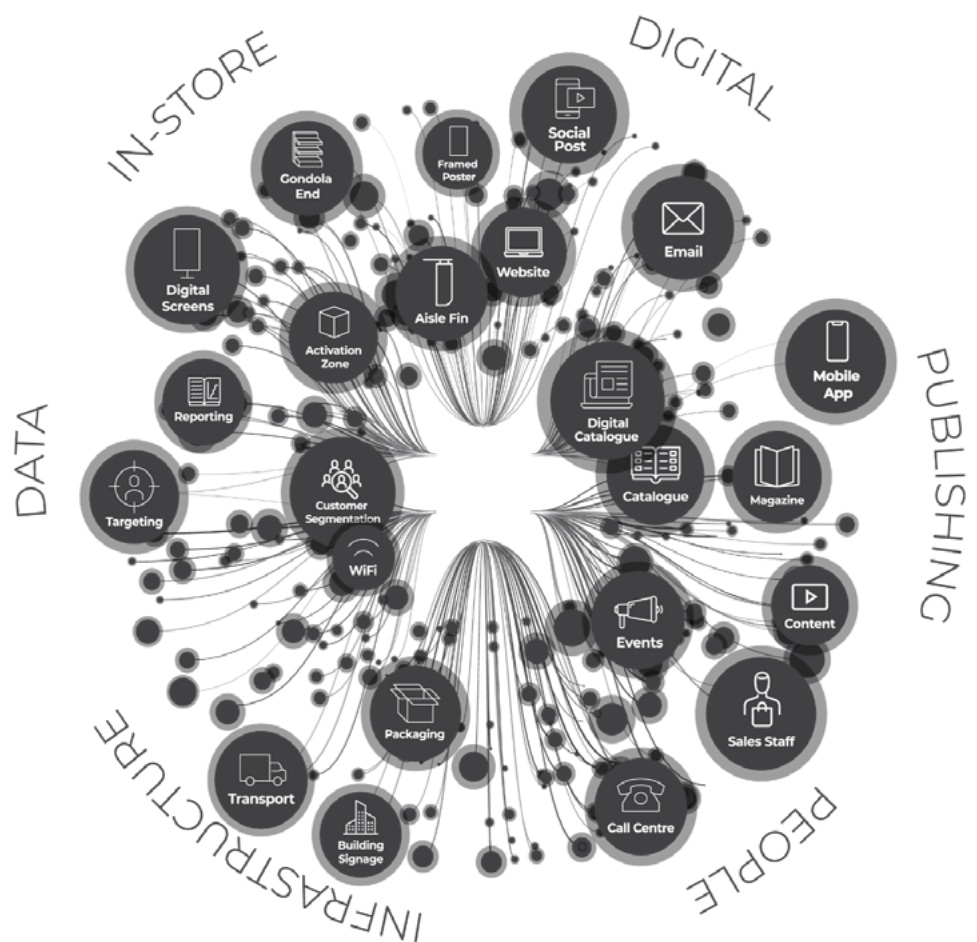 IN-STORE
DIGITAL
Social
Post
Framed
Poster
Gondola
End
Email
Website
Digital
Screens
Aisle Fin
Activation
Zone
Mobile
App
PUBLISHING
Reporting
Digital
Catalogue
DATA
Catalogue
Magazine
Targeting
Customer
Segmentation
WiFi
Content
Events
Packaging
Sales Staff
Transport
INFRASTRUCTURE
Call Centre
PEOPLE
Building
Signage